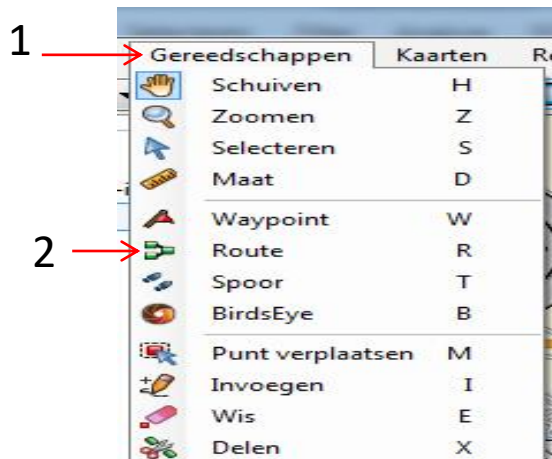 1
Gereedschappen Kaarten
Schuiven H
Zoomen Z
Selecteren S
Maat D
Waypoint W
2
Route R
Spoor T
BirdsEye B
Punt verplaatsen M
Invoegen I
Wis E
Delen X